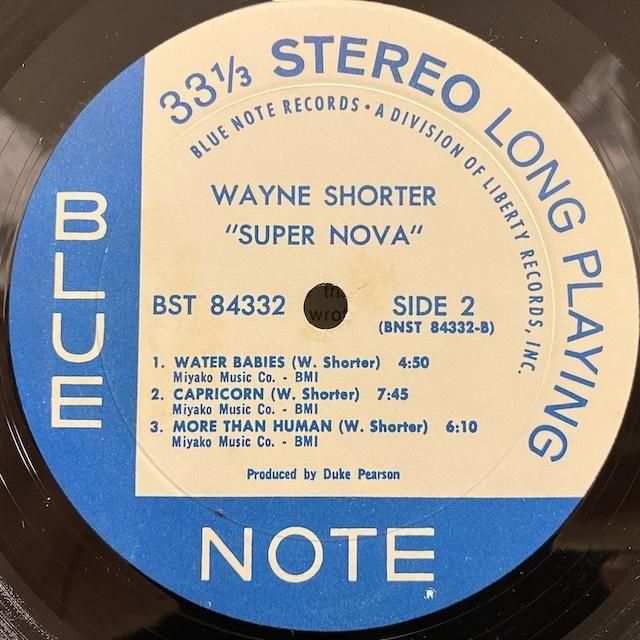 33 1/3 STEREO LONG PLAYING
BLUE NOTE RECORDS • A DIVISION OF LIBERTY RECORDS, INC.
BLUE
WAYNE SHORTER
"SUPER NOVA"
BST 84332
SIDE 2
(BNST 84332-B)
1. WATER BABIES (W. Shorter) 4:50
Miyako Music Co. - BMI
2. CAPRICORN (W. Shorter) 7:45
Miyako Music Co. - BMI
3. MORE THAN HUMAN (W. Shorter) 6:10
Miyako Music Co. - BMI
Produced by Duke Pearson
NOTE